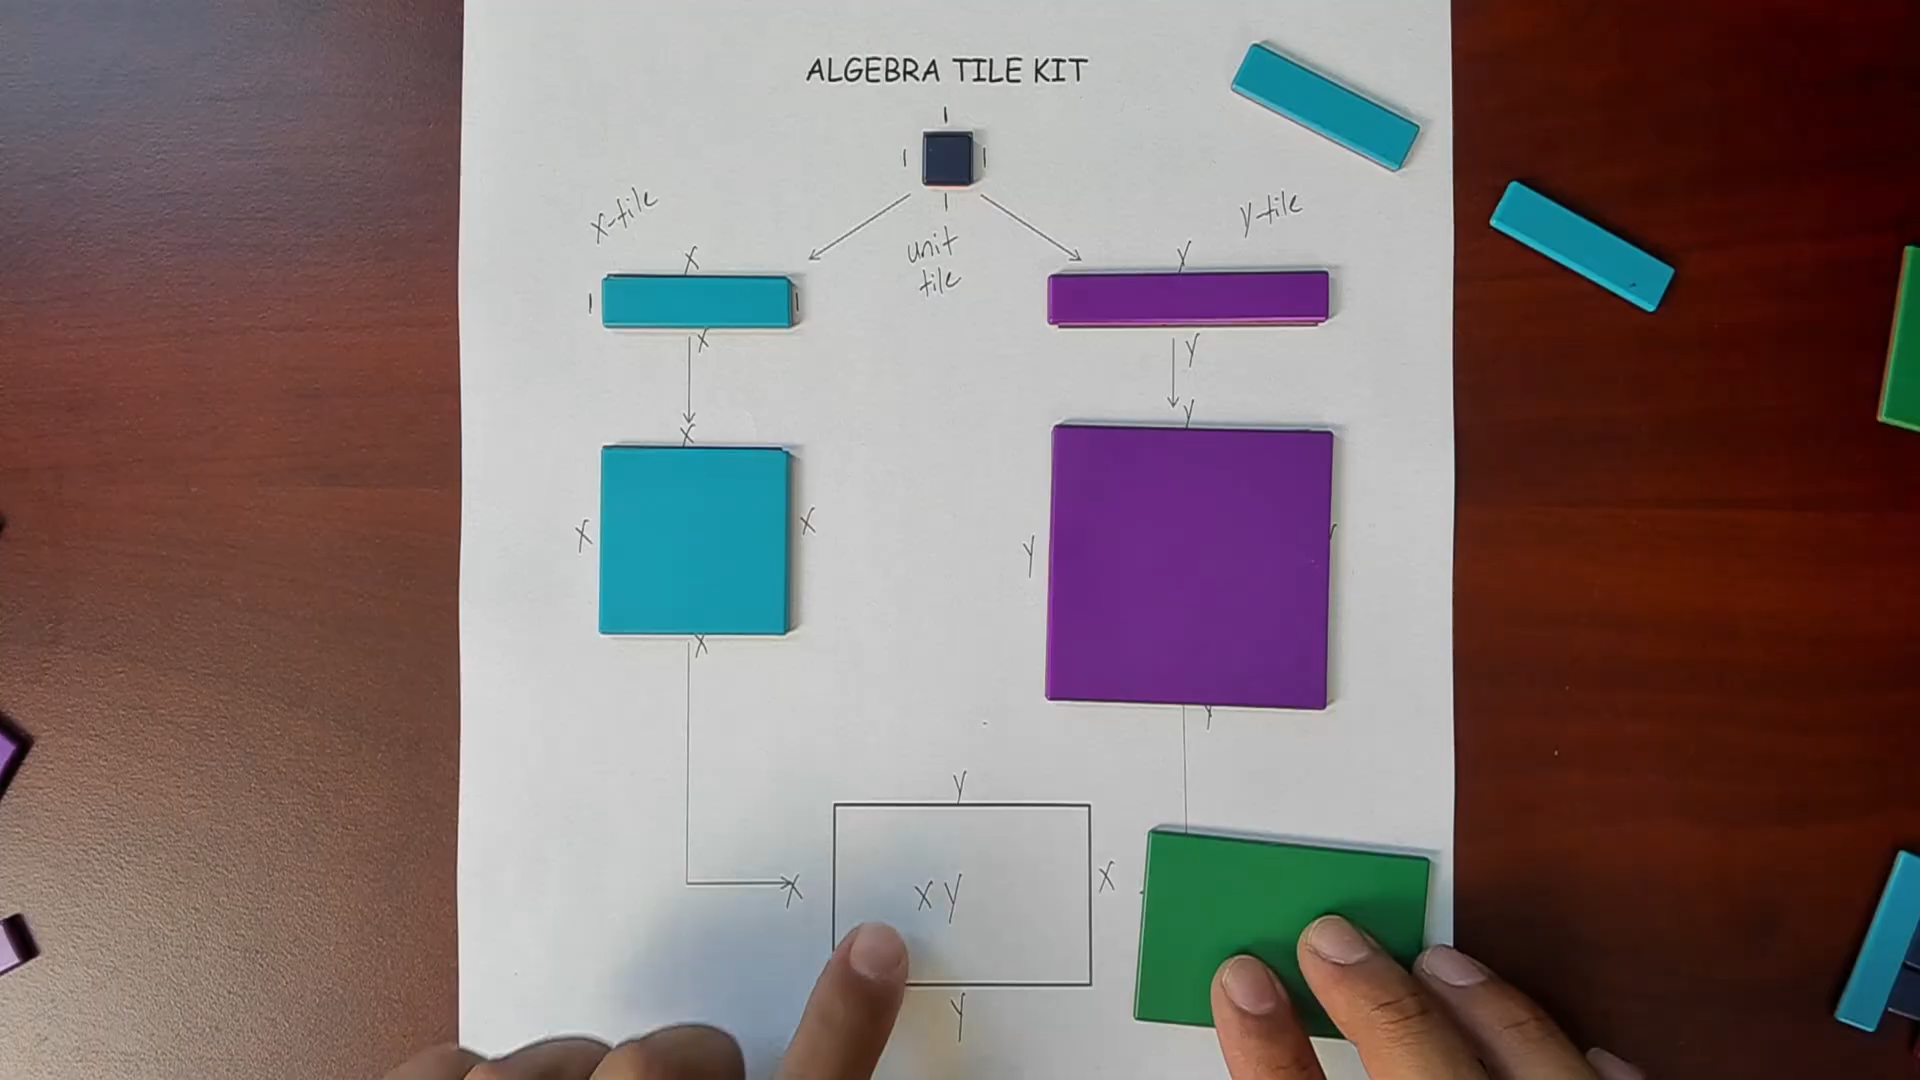 ALGEBRA TILE KIT
1
1 1
1
unit
tile
x-tile
y-tile
x
1 1
x
y
y
x
x x
x
y
y y
y
y
x xy x
y